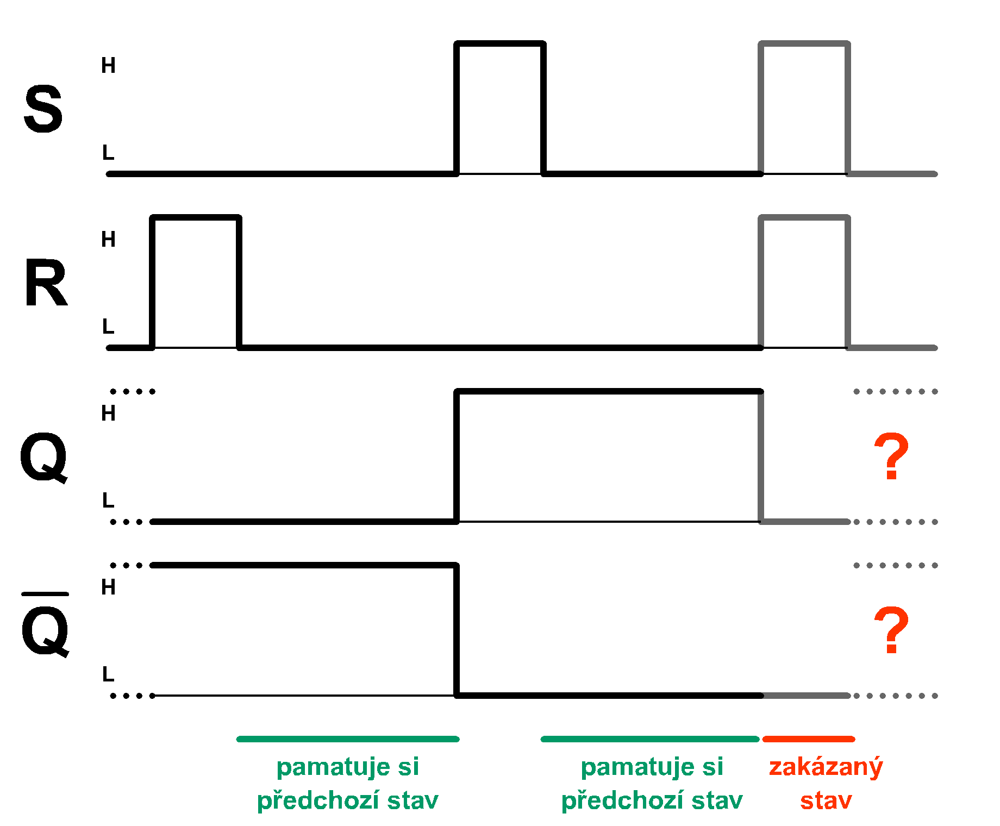 S
H
L
R
H
L
Q
H
L
?
Q
H
L
?
pamatuje si
předchozí stav
pamatuje si
předchozí stav
zakázaný
stav